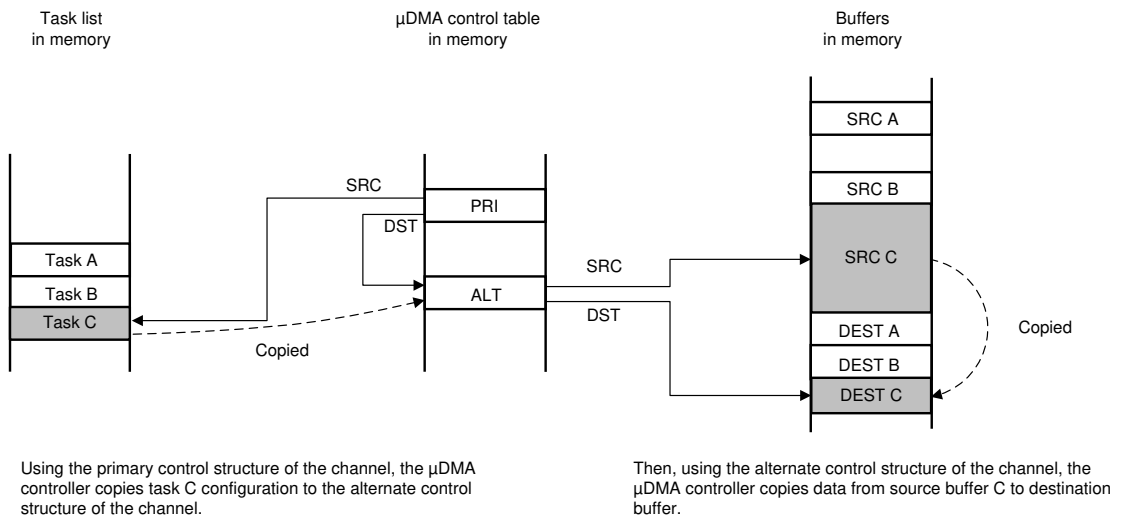 Task list
in memory
µDMA control table
in memory
Buffers
in memory
SRC A
SRC B
SRC
PRI
DST
Task A
SRC C
SRC
Task B
ALT
DST
Task C
DEST A
Copied
Copied
DEST B
DEST C
Using the primary control structure of the channel, the µDMA
controller copies task C configuration to the alternate control
structure of the channel.
Then, using the alternate control structure of the channel, the
µDMA controller copies data from source buffer C to destination
buffer.